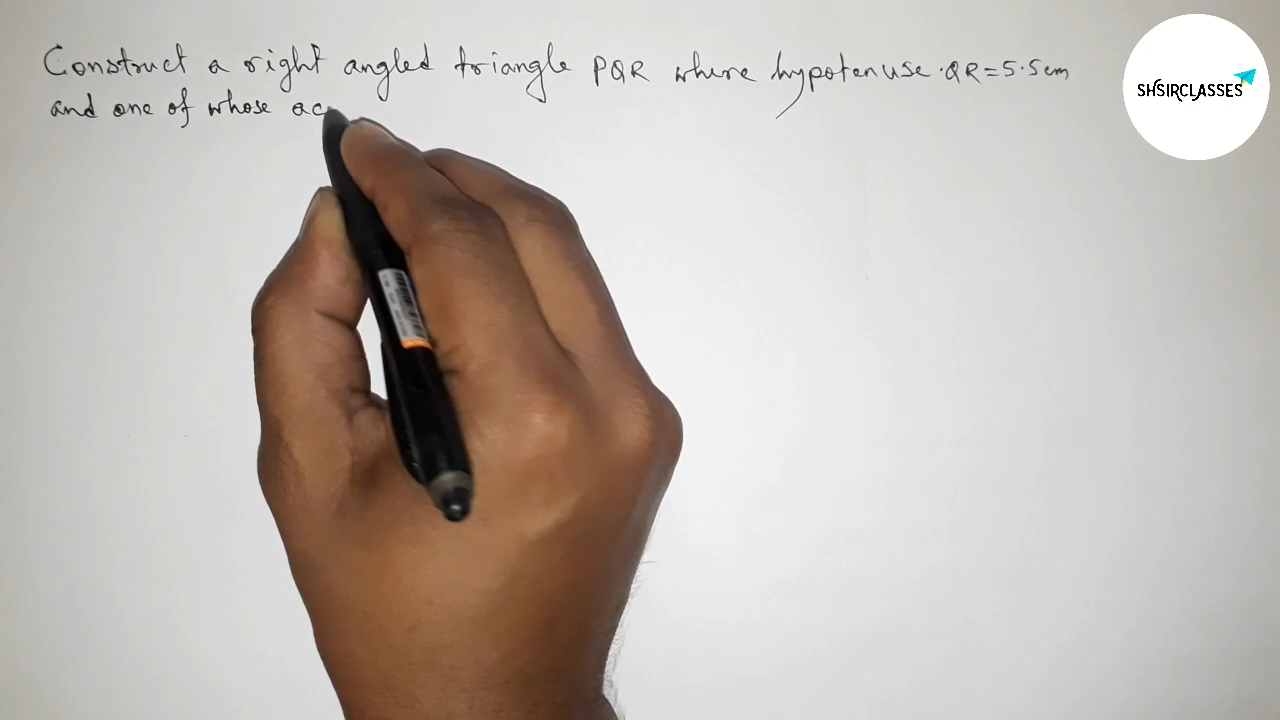 Construct a right angled triangle PQR where hypotenuse QR=5.5cm
and one of whose ac
SHSIRCLASSES